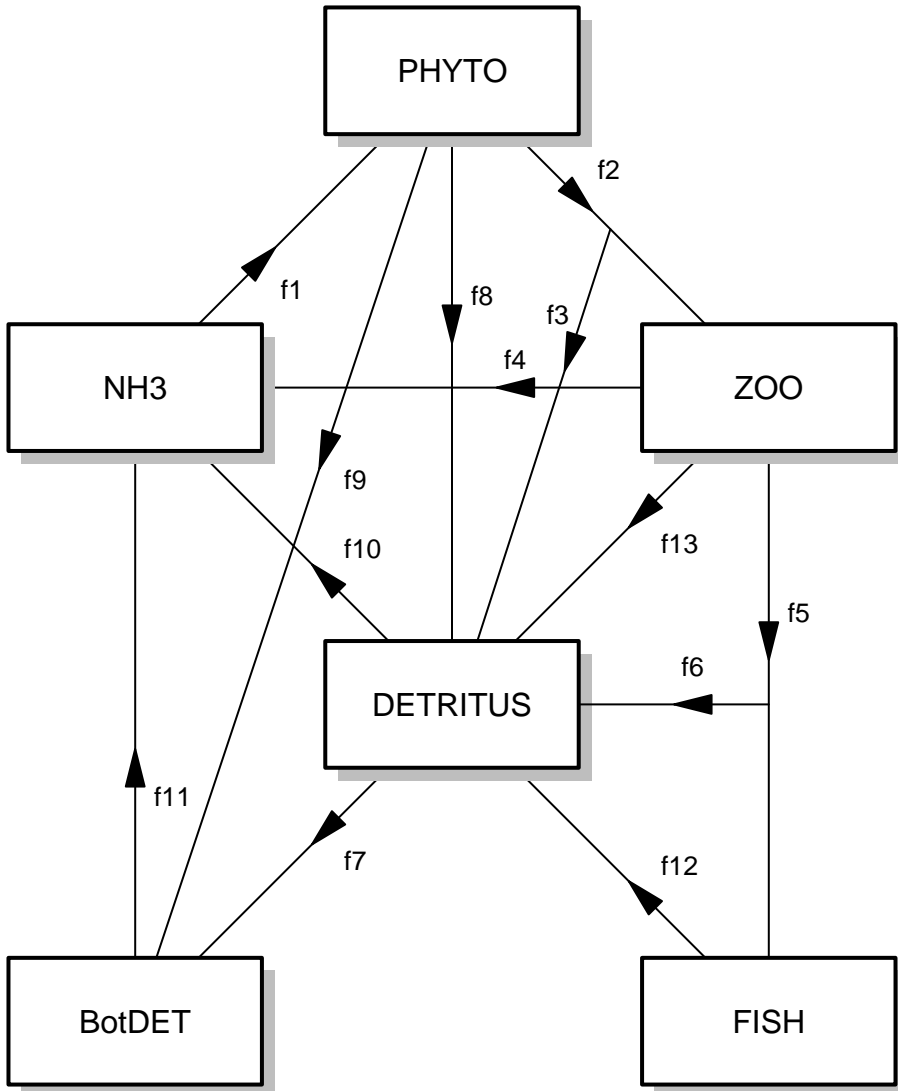 PHYTO
f2
f1
f8
f3
f4
NH3
ZOO
f9
f10
f13
f5
f6
DETRITUS
f11
f7
f12
BotDET
FISH